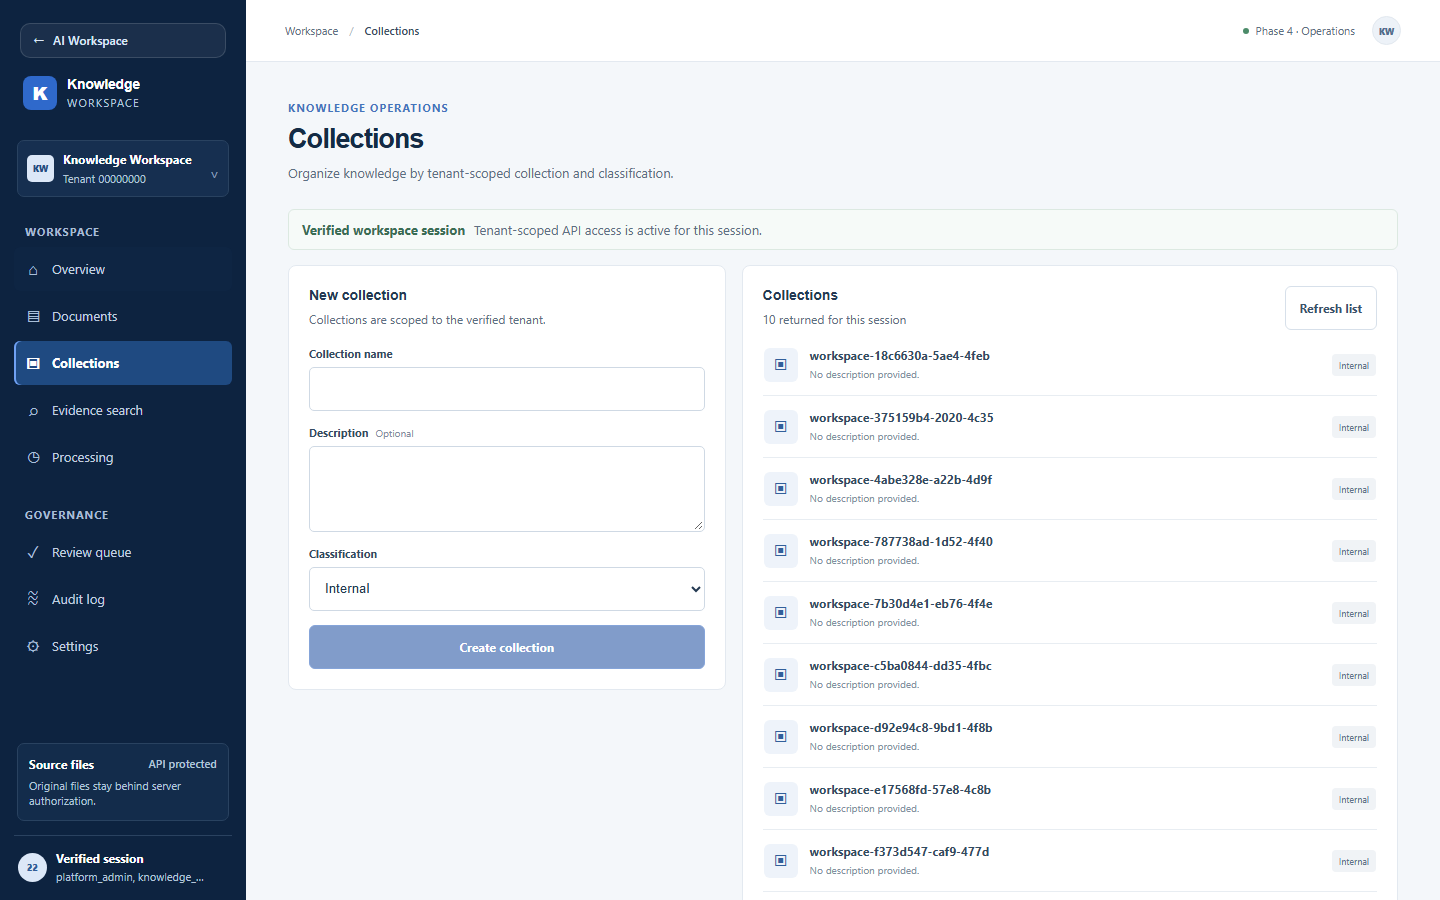 ← AI Workspace
K
Knowledge
WORKSPACE
KW
Knowledge Workspace
Tenant 00000000
WORKSPACE
Overview
Documents
Collections
Evidence search
Processing
GOVERNANCE
Review queue
Audit log
Settings
Source files API protected
Original files stay behind server
authorization.
22
Verified session
platform_admin, knowledge_...
Workspace / Collections
Phase 4 · Operations KW
KNOWLEDGE OPERATIONS
Collections
Organize knowledge by tenant-scoped collection and classification.
Verified workspace session Tenant-scoped API access is active for this session.
New collection
Collections are scoped to the verified tenant.
Collection name
Description Optional
Classification
Internal
Create collection
Collections
10 returned for this session
Refresh list
workspace-18c6630a-5ae4-4feb
No description provided.
Internal
workspace-375159b4-2020-4c35
No description provided.
Internal
workspace-4abe328e-a22b-4d9f
No description provided.
Internal
workspace-787738ad-1d52-4f40
No description provided.
Internal
workspace-7b30d4e1-eb76-4f4e
No description provided.
Internal
workspace-c5ba0844-dd35-4fbc
No description provided.
Internal
workspace-d92e94c8-9bd1-4f8b
No description provided.
Internal
workspace-e17568fd-57e8-4c8b
No description provided.
Internal
workspace-f373d547-caf9-477d
No description provided.
Internal